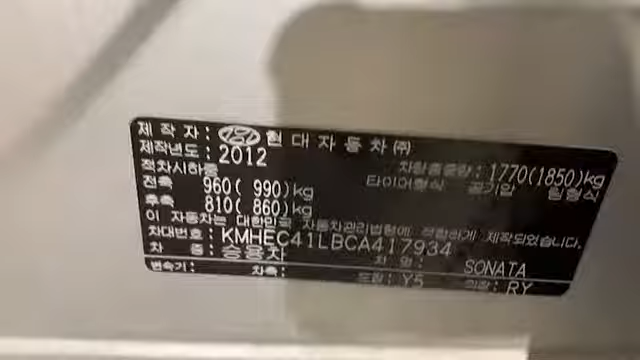 제 작 자 : 현 대 자 동 차 ㈜
제작년도 : 2012
적차시하중 차량총중량 : 1770(1850)kg
전축 960( 990)kg 타이어형식 공기압 림형식
후축 810( 860)kg
이 자동차는 대한민국 자동차관리법령에 적합하게 제작되었습니다.
차대번호 : KMHEC41LBCA417934
차 종 : 승용차 차 명 : SONATA
변속기 : 차축 : Y5 RY